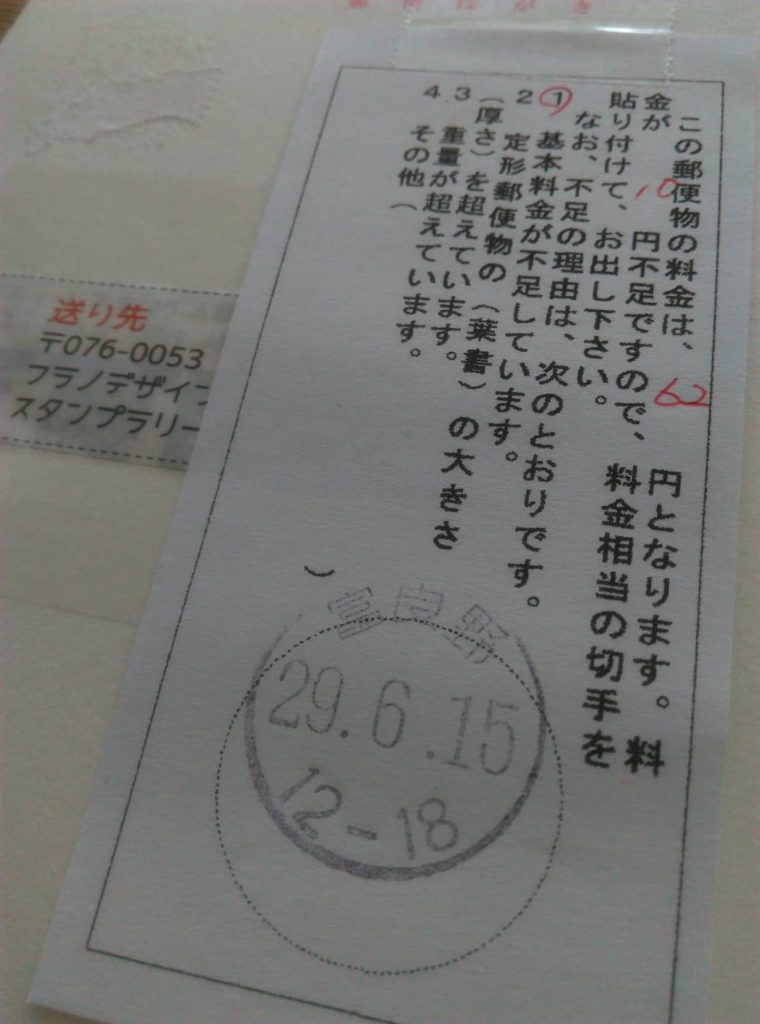 郵便はがき
この郵便物の料金は、62円となります。料
金が10円不足ですので、料金相当の切手を
貼り付けて、お出し下さい。
なお、不足の理由は、次のとおりです。
① 基本料金が不足しています。
2 定形郵便物の（葉書）の大きさ
（厚さ）を超えています。
3 重量が超えています。
4 その他（ ）
富良野
29.6.15
12-18
送り先
〒076-0053
フラノデザイン
スタンプラリー